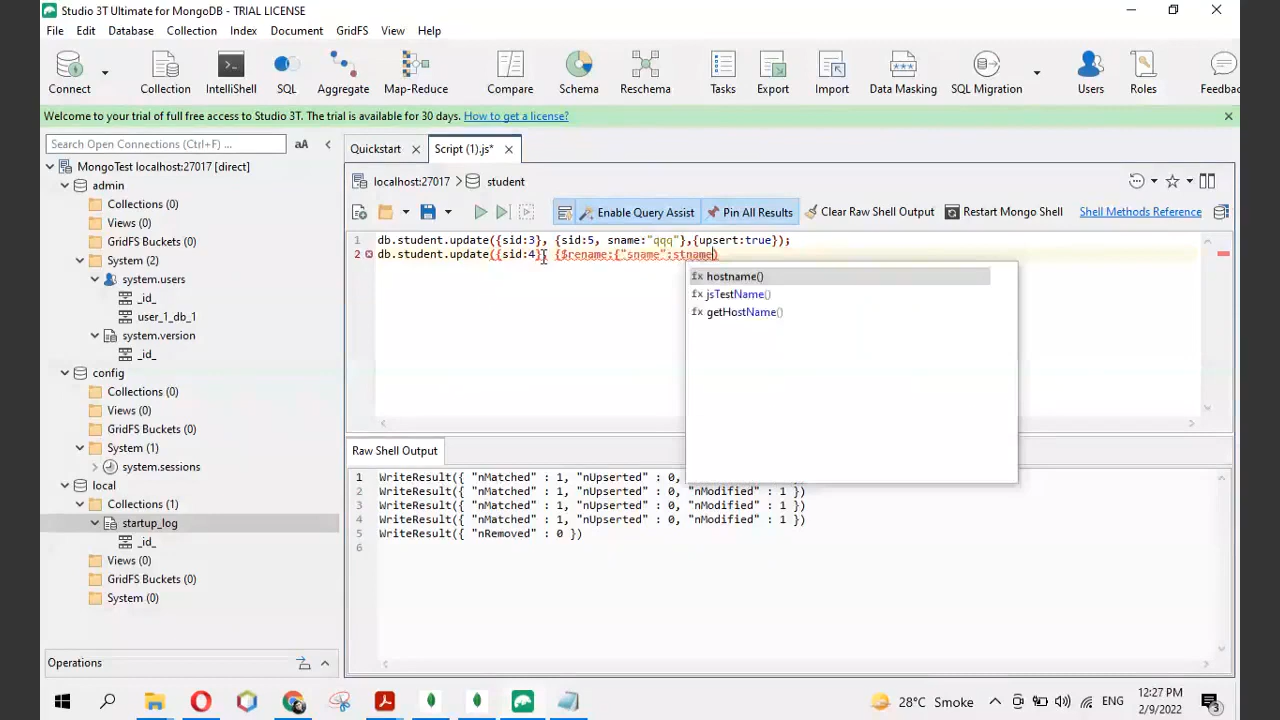 Studio 3T Ultimate for MongoDB - TRIAL LICENSE
File Edit Database Collection Index Document GridFS View Help
Connect Collection IntelliShell SQL Aggregate Map-Reduce Compare Schema Reschema Tasks Export Import Data Masking SQL Migration Users Roles Feedba
Welcome to your trial of full free access to Studio 3T. The trial is available for 30 days. How to get a license?
Search Open Connections (Ctrl+F) ... aA
Quickstart Script (1).js*
MongoTest localhost:27017 [direct]
localhost:27017 student
admin
Collections (0)
Views (0)
GridFS Buckets (0)
System (2)
system.users
_id_
user_1_db_1
system.version
_id_
config
Collections (0)
Views (0)
GridFS Buckets (0)
System (1)
system.sessions
local
Collections (1)
startup_log
_id_
Views (0)
GridFS Buckets (0)
System (0)
Operations
Enable Query Assist Pin All Results Clear Raw Shell Output Restart Mongo Shell Shell Methods Reference
1 db.student.update({sid:3}, {sid:5, sname:"qqq"},{upsert:true});
2 db.student.update({sid:4}, {$rename:{"sname":stname)
fx hostname()
fx jsTestName()
fx getHostName()
Raw Shell Output
1 WriteResult({ "nMatched" : 1, "nUpserted" : 0,
2 WriteResult({ "nMatched" : 1, "nUpserted" : 0, "nModified" : 1 })
3 WriteResult({ "nMatched" : 1, "nUpserted" : 0, "nModified" : 1 })
4 WriteResult({ "nMatched" : 1, "nUpserted" : 0, "nModified" : 1 })
5 WriteResult({ "nRemoved" : 0 })
6
28°C Smoke ENG 12:27 PM
2/9/2022
3